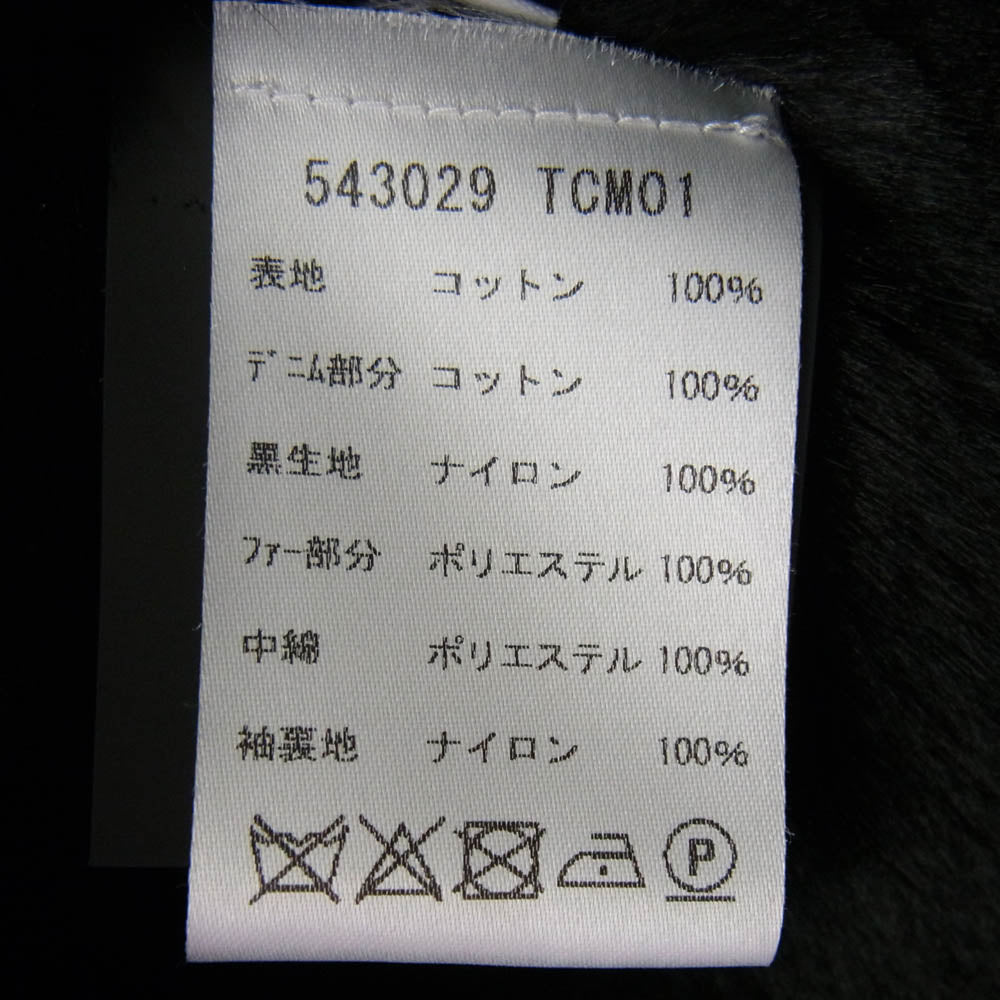 543029 TCM01
表地 コットン 100%
ﾃﾞﾆﾑ部分 コットン 100%
黒生地 ナイロン 100%
ﾌｧｰ部分 ポリエステル 100%
中綿 ポリエステル 100%
袖裏地 ナイロン 100%
P